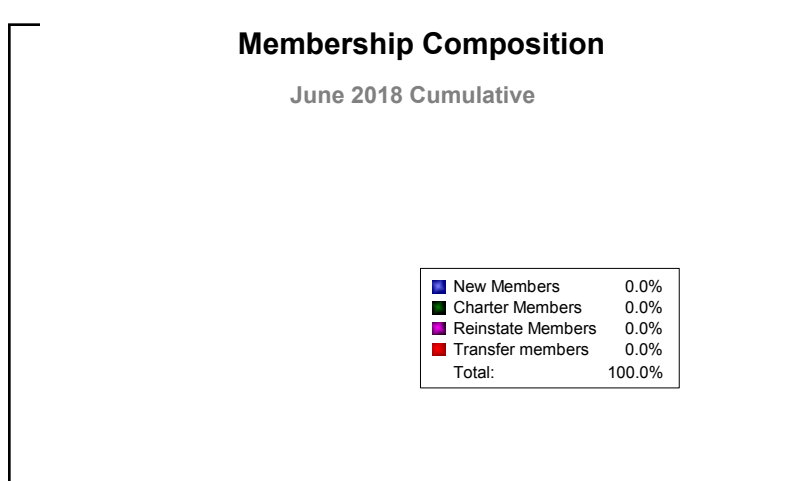 Membership Composition
June 2018 Cumulative
New Members 0.0%
Charter Members 0.0%
Reinstate Members 0.0%
Transfer members 0.0%
Total: 100.0%